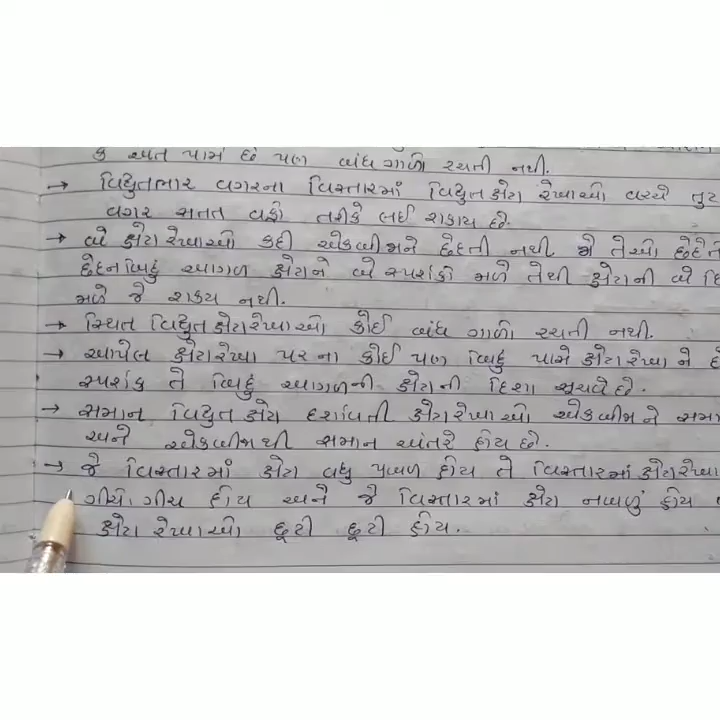 કે અંત પામે છે પણ બંધગાળો રચતી નથી.
→ વિદ્યુતભાર વગરના વિસ્તારમાં વિદ્યુતક્ષેત્ર રેખાઓ વચ્ચે તુટ
વગર સતત વક્રો તરીકે લઈ શકાય છે.
→ બે ક્ષેત્રરેખાઓ કદી એકબીજાને છેદતી નથી. જો તેઓ છેદે તો
છેદનબિંદુ આગળ ક્ષેત્રને બે સ્પર્શકો મળે તેથી ક્ષેત્રની બે દિ
મળે જે શક્ય નથી.
→ સ્થિત વિદ્યુતક્ષેત્રરેખાઓ કોઈ બંધ ગાળો રચતી નથી.
→ આપેલ ક્ષેત્રરેખા પરના કોઈ પણ બિંદુ પાસે ક્ષેત્રરેખા ને
સ્પર્શક તે બિંદુ આગળની ક્ષેત્રની દિશા સૂચવે છે.
→ સમાન વિદ્યુત ક્ષેત્ર દર્શાવતી ક્ષેત્રરેખાઓ એકબીજાને સમા
અને એકબીજાથી સમાન અંતરે હોય છે.
→ જે વિસ્તારમાં ક્ષેત્ર વધુ પ્રબળ હોય તે વિસ્તારમાં ક્ષેત્રરેખા
ગીચોગીચ હોય અને જે વિસ્તારમાં ક્ષેત્ર નબળું હોય
ક્ષેત્ર રેખાઓ છૂટી છૂટી હોય.